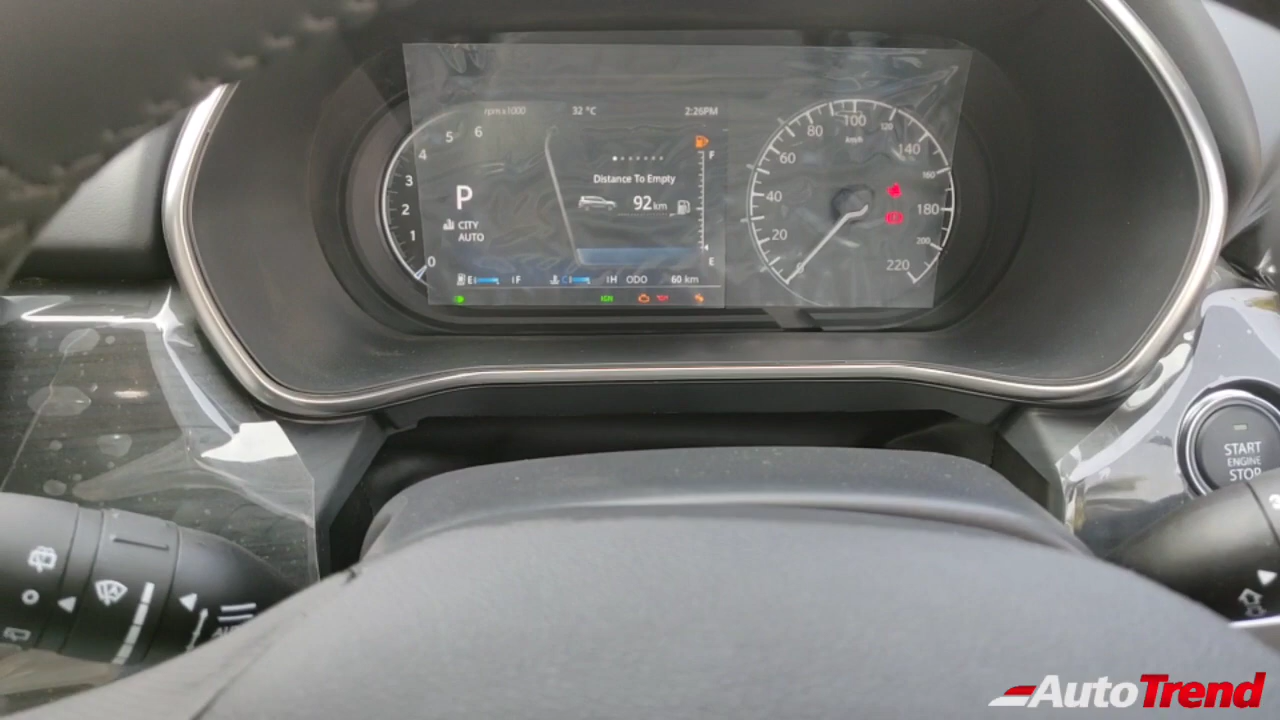 rpm x1000
32 °C
2:26PM
0
1
2
3
4
5
6
P
CITY
AUTO
Distance To Empty
92 km
F
E
E F
C H
ODO 60 km
20
40
60
80
100
120
140
160
180
200
220
km/h
START
ENGINE
STOP
AutoTrend